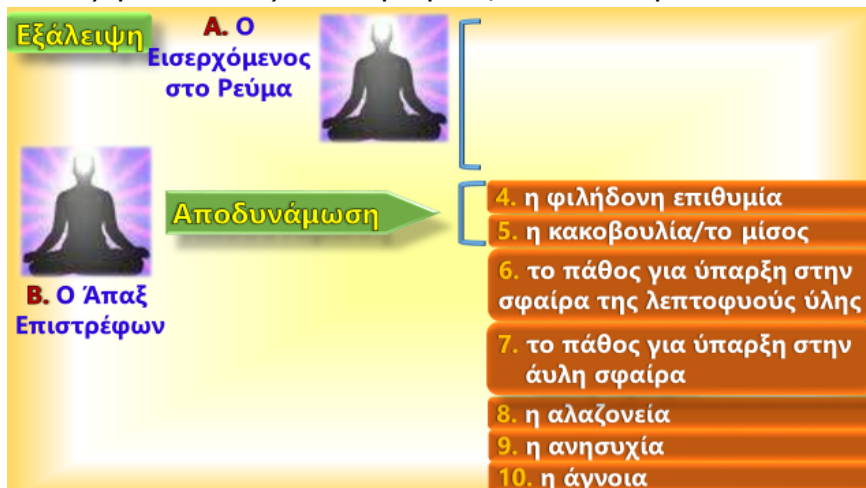 Εξάλειψη
Α. Ο
Εισερχόμενος
στο Ρεύμα
Αποδυνάμωση
Β. Ο Άπαξ
Επιστρέφων
4. η φιλήδονη επιθυμία
5. η κακοβουλία/το μίσος
6. το πάθος για ύπαρξη στην
σφαίρα της λεπτοφυούς ύλης
7. το πάθος για ύπαρξη στην
άυλη σφαίρα
8. η αλαζονεία
9. η ανησυχία
10. η άγνοια